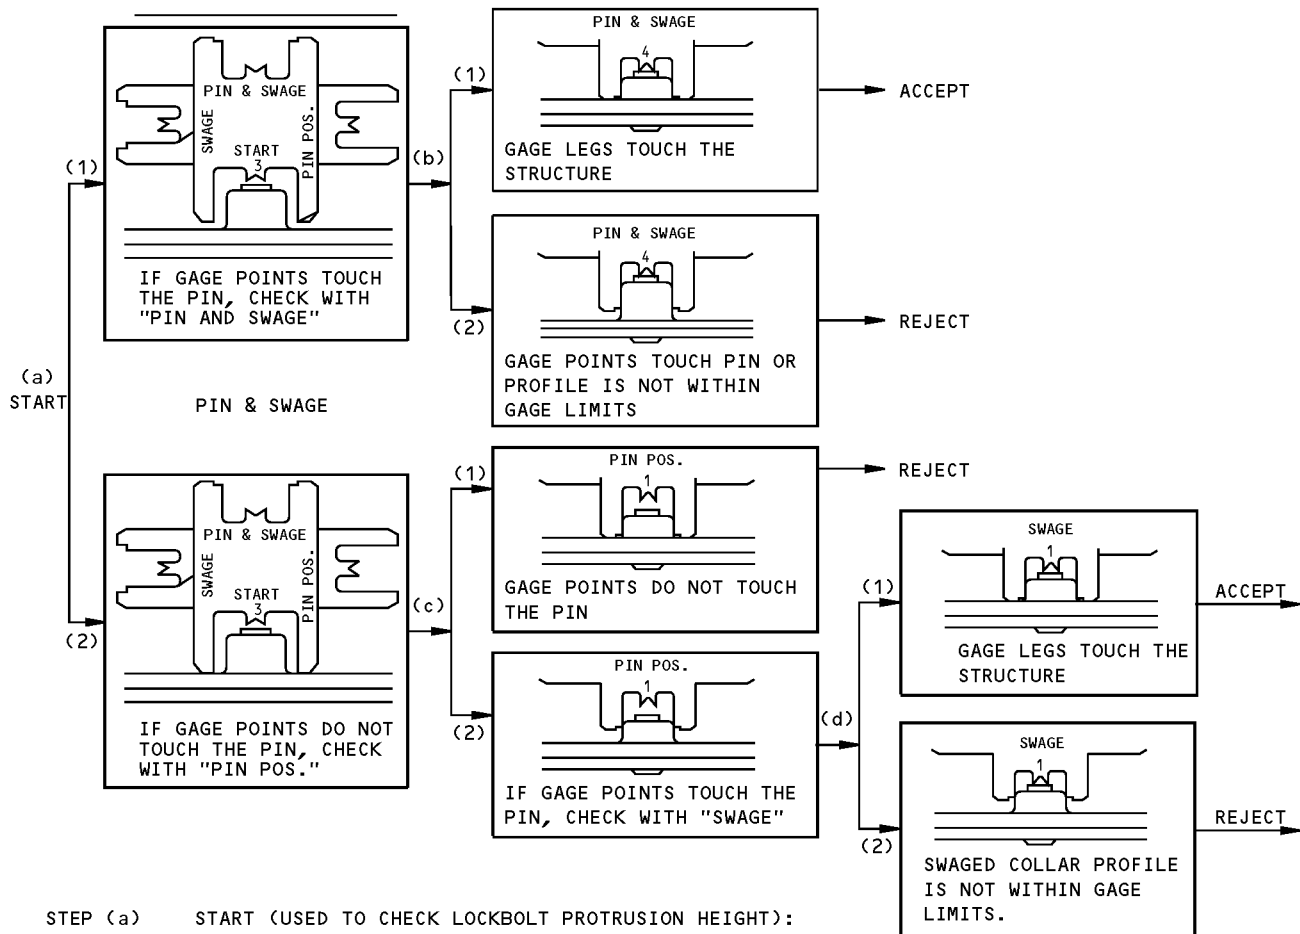 (a)
START
(1)
PIN & SWAGE
SWAGE
PIN POS.
START
3
IF GAGE POINTS TOUCH
THE PIN, CHECK WITH
"PIN AND SWAGE"
(b)
(1)
PIN & SWAGE
4
GAGE LEGS TOUCH THE
STRUCTURE
ACCEPT
(2)
PIN & SWAGE
4
GAGE POINTS TOUCH PIN OR
PROFILE IS NOT WITHIN
GAGE LIMITS
REJECT
PIN & SWAGE
(2)
PIN & SWAGE
SWAGE
PIN POS.
START
3
IF GAGE POINTS DO NOT
TOUCH THE PIN, CHECK
WITH "PIN POS."
(c)
(1)
PIN POS.
1
GAGE POINTS DO NOT TOUCH
THE PIN
REJECT
(2)
PIN POS.
1
IF GAGE POINTS TOUCH THE
PIN, CHECK WITH "SWAGE"
(d)
(1)
SWAGE
1
GAGE LEGS TOUCH THE
STRUCTURE
ACCEPT
(2)
SWAGE
1
SWAGED COLLAR PROFILE
IS NOT WITHIN GAGE
LIMITS.
REJECT
STEP (a) START (USED TO CHECK LOCKBOLT PROTRUSION HEIGHT):